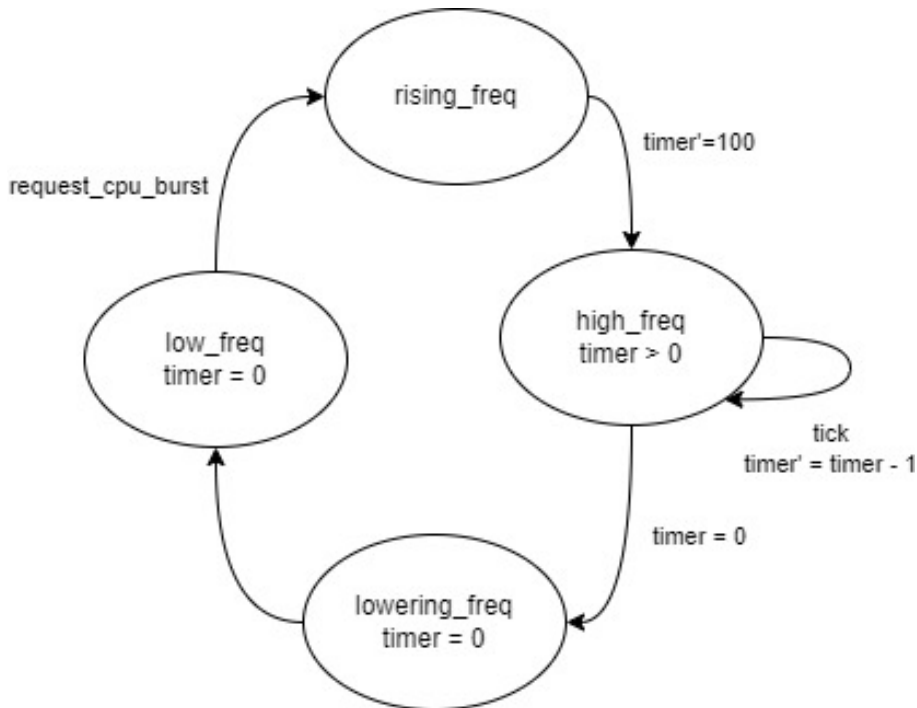 rising_freq
timer'=100
request_cpu_burst
high_freq
timer > 0
low_freq
timer = 0
tick
timer' = timer - 1
timer = 0
lowering_freq
timer = 0